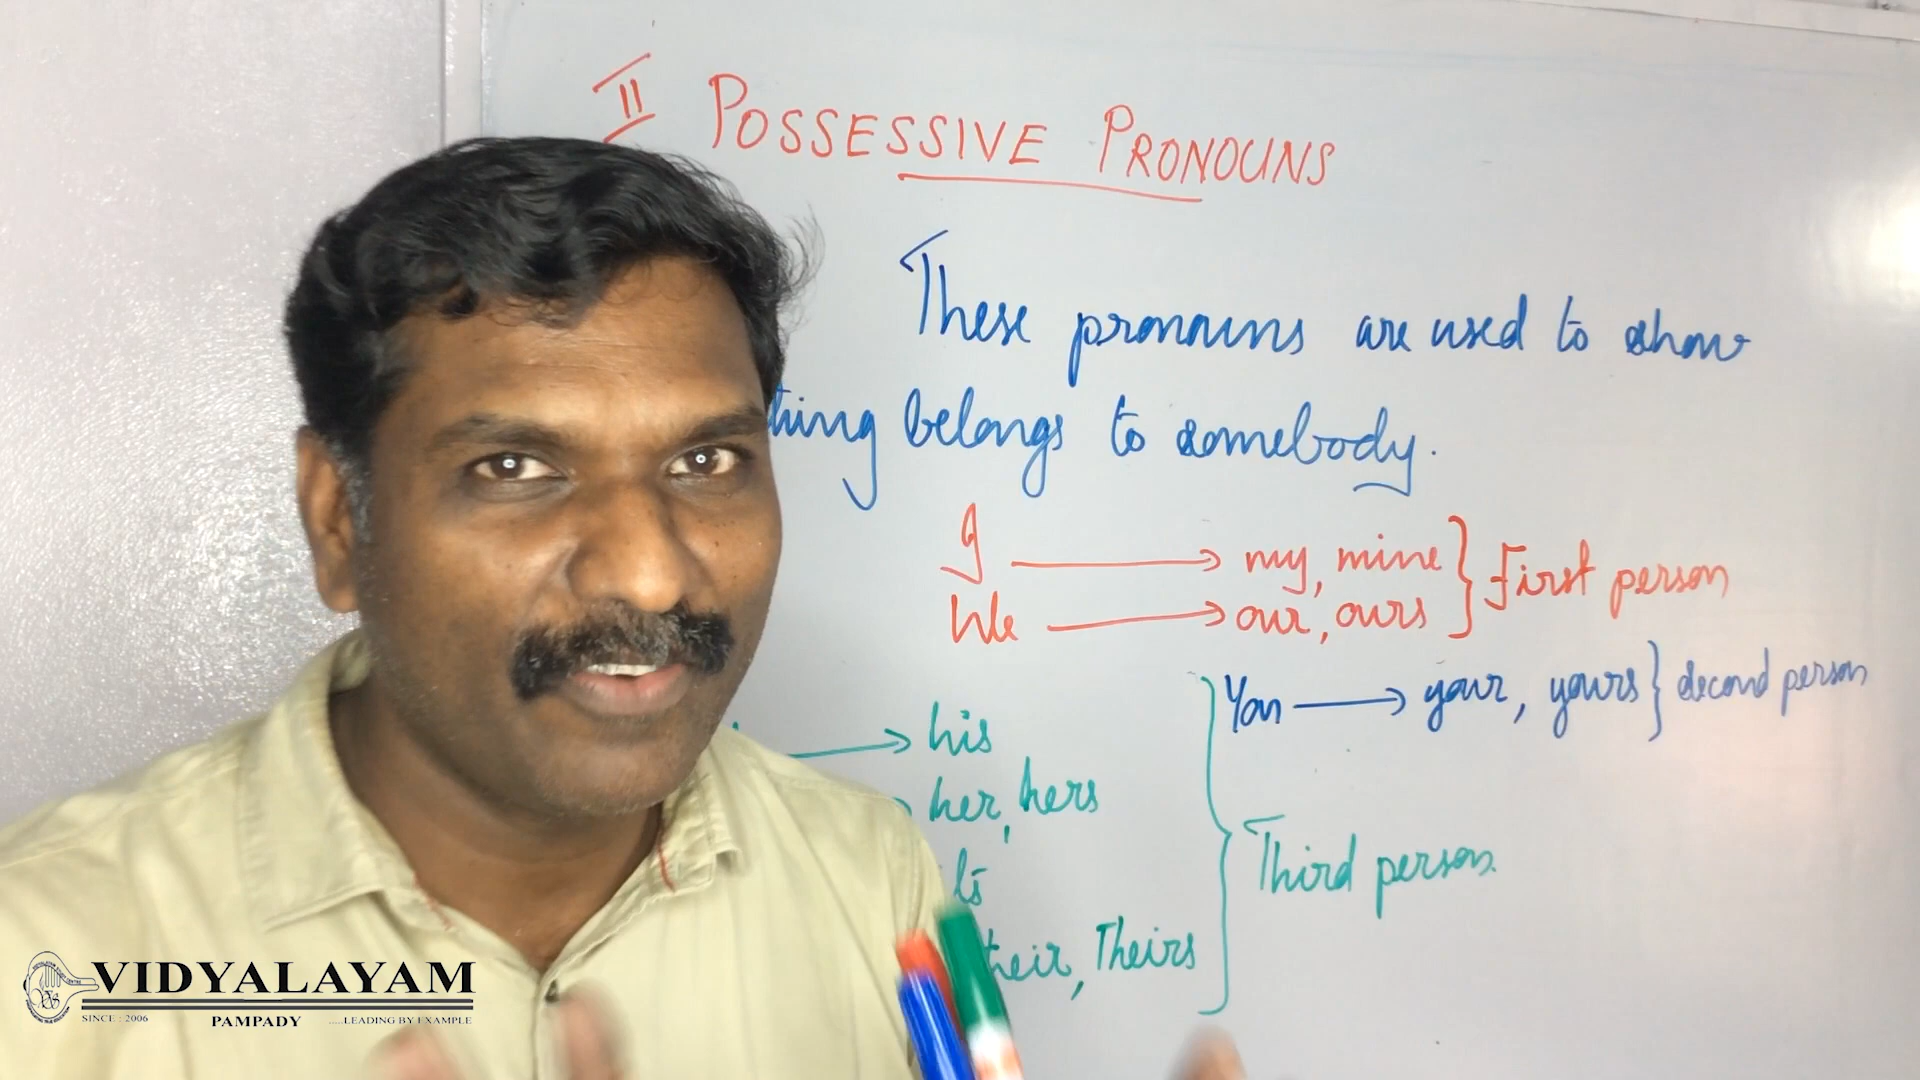 II POSSESSIVE PRONOUNS
These pronouns are used to show
thing belongs to somebody.
I → my, mine } First person
We → our, ours
You → your, yours } second person
→ his
her, hers
Third person.
their, Theirs
VIDYALAYAM
SINCE : 2006 PAMPADY .....LEADING BY EXAMPLE